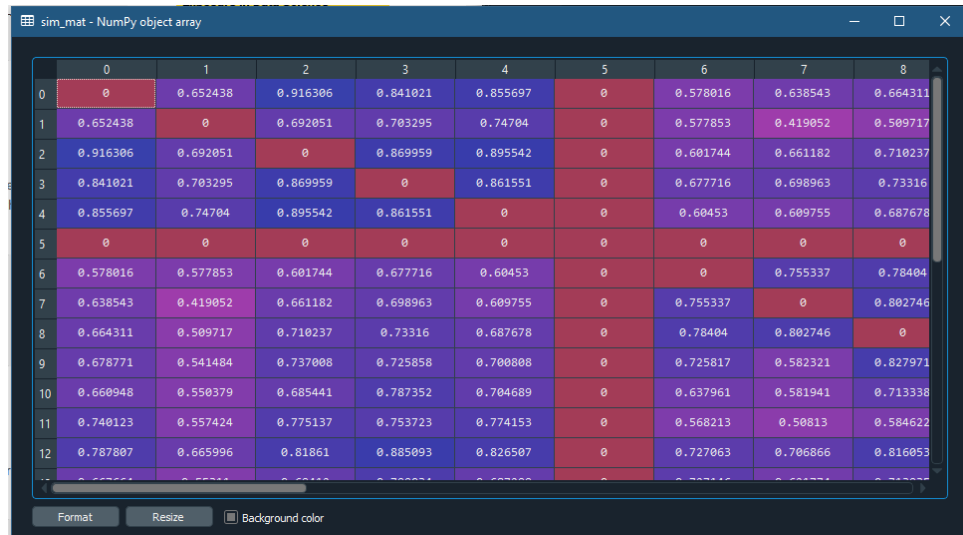 sim_mat - NumPy object array
0 1 2 3 4 5 6 7 8
0 0 0.652438 0.916306 0.841021 0.855697 0 0.578016 0.638543 0.664311
1 0.652438 0 0.692051 0.703295 0.74704 0 0.577853 0.419052 0.509717
2 0.916306 0.692051 0 0.869959 0.895542 0 0.601744 0.661182 0.710237
3 0.841021 0.703295 0.869959 0 0.861551 0 0.677716 0.698963 0.73316
4 0.855697 0.74704 0.895542 0.861551 0 0 0.60453 0.609755 0.687678
5 0 0 0 0 0 0 0 0 0
6 0.578016 0.577853 0.601744 0.677716 0.60453 0 0 0.755337 0.78404
7 0.638543 0.419052 0.661182 0.698963 0.609755 0 0.755337 0 0.802746
8 0.664311 0.509717 0.710237 0.73316 0.687678 0 0.78404 0.802746 0
9 0.678771 0.541484 0.737008 0.725858 0.700808 0 0.725817 0.582321 0.827971
10 0.660948 0.550379 0.685441 0.787352 0.704689 0 0.637961 0.581941 0.713338
11 0.740123 0.557424 0.775137 0.753723 0.774153 0 0.568213 0.50813 0.584622
12 0.787807 0.665996 0.81861 0.885093 0.826507 0 0.727063 0.706866 0.816053
Format Resize Background color